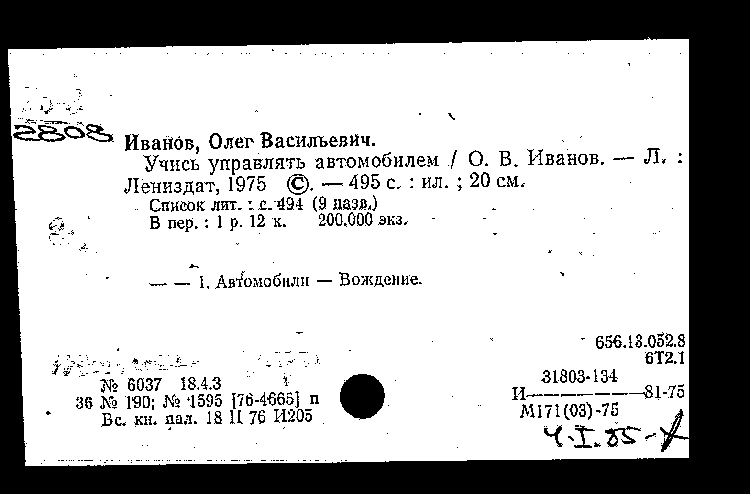 2808
Иванов, Олег Васильевич.
Учись управлять автомобилем / О. В. Иванов. — Л. :
Лениздат, 1975 ©. — 495 с. : ил. ; 20 см.
Список лит. : с. 494 (9 назв.)
В пер. : 1 р. 12 к. 200.000 экз.
— — 1. Автомобили — Вождение.
656.13.052.8
6Т2.1
№ 6037 18.4.3
36 № 190; № 1595 [76-4665] п
Вс. кн. пал. 18 II 76 И205
31803-134
И—————81-75
М171(03)-75